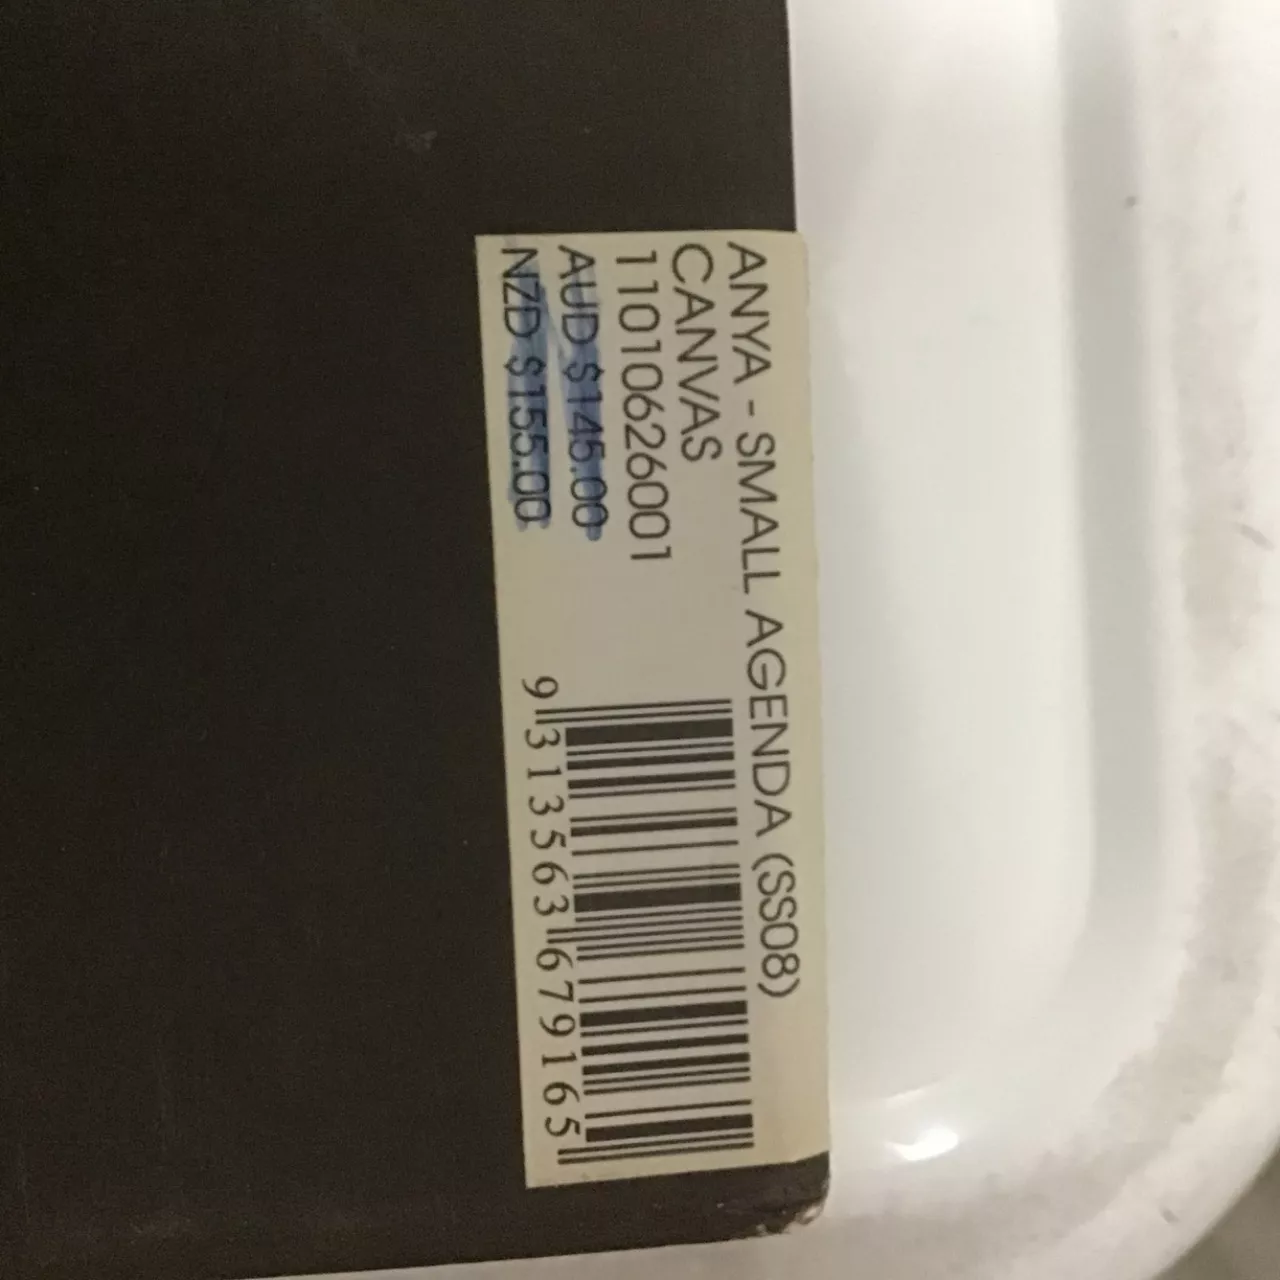 ANYA - SMALL AGENDA (SS08)
CANVAS
11010626001
AUD $145.00
NZD $155.00
9 313563 679165